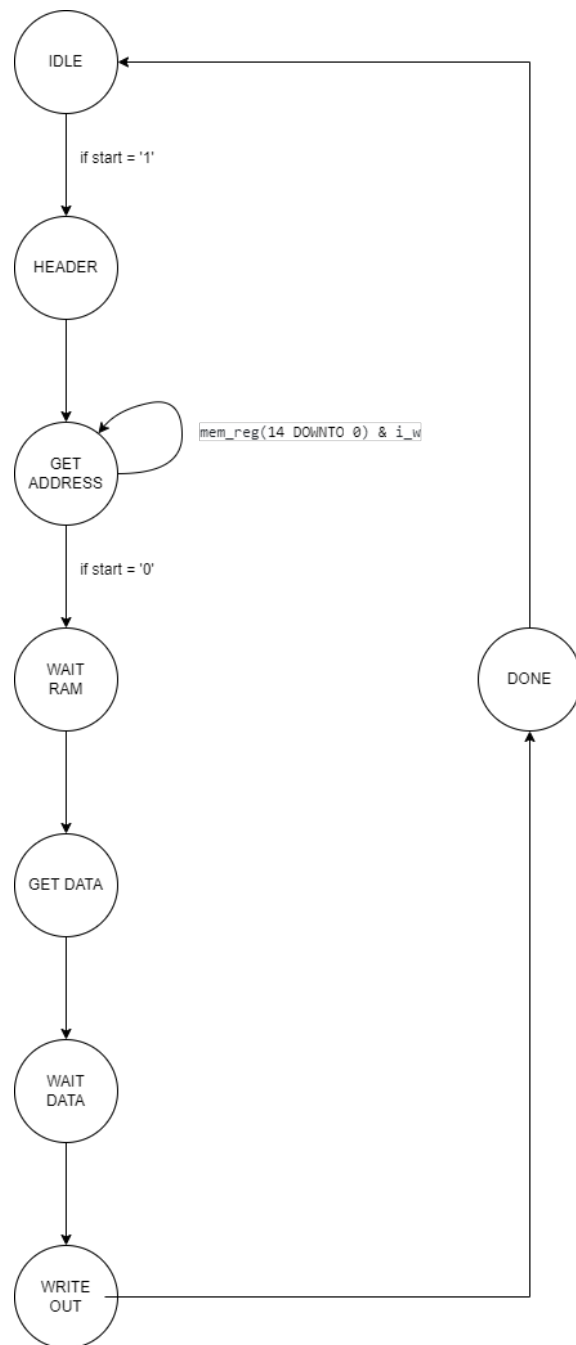 IDLE
if start = '1'
HEADER
mem_reg(14 DOWNTO 0) & i_w
GET
ADDRESS
if start = '0'
WAIT
RAM
DONE
GET DATA
WAIT
DATA
WRITE
OUT